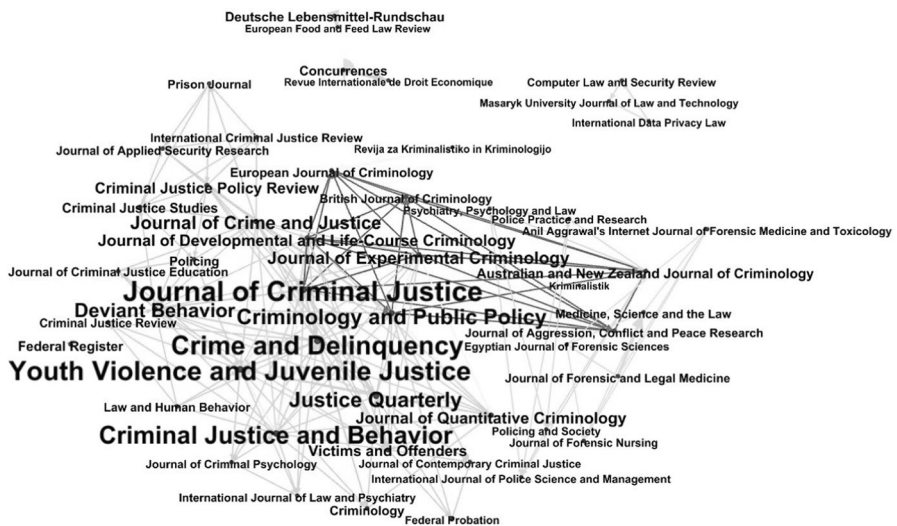 Deutsche Lebensmittel-Rundschau
European Food and Feed Law Review
Concurrences
Revue Internationale de Droit Economique
Prison Journal
Computer Law and Security Review
Masaryk University Journal of Law and Technology
International Data Privacy Law
International Criminal Justice Review
Journal of Applied Security Research
Revija za Kriminalistiko in Kriminologijo
European Journal of Criminology
Criminal Justice Policy Review
British Journal of Criminology
Criminal Justice Studies
Psychiatry, Psychology and Law
Journal of Crime and Justice
Police Practice and Research
Anil Aggrawal's Internet Journal of Forensic Medicine and Toxicology
Journal of Developmental and Life-Course Criminology
Journal of Experimental Criminology
Policing
Journal of Criminal Justice Education
Australian and New Zealand Journal of Criminology
Kriminalistik
Journal of Criminal Justice
Deviant Behavior
Criminology and Public Policy
Medicine, Science and the Law
Criminal Justice Review
Journal of Aggression, Conflict and Peace Research
Federal Register
Crime and Delinquency
Egyptian Journal of Forensic Sciences
Youth Violence and Juvenile Justice
Journal of Forensic and Legal Medicine
Justice Quarterly
Law and Human Behavior
Journal of Quantitative Criminology
Criminal Justice and Behavior
Policing and Society
Journal of Forensic Nursing
Victims and Offenders
Journal of Criminal Psychology
Journal of Contemporary Criminal Justice
International Journal of Police Science and Management
International Journal of Law and Psychiatry
Criminology
Federal Probation